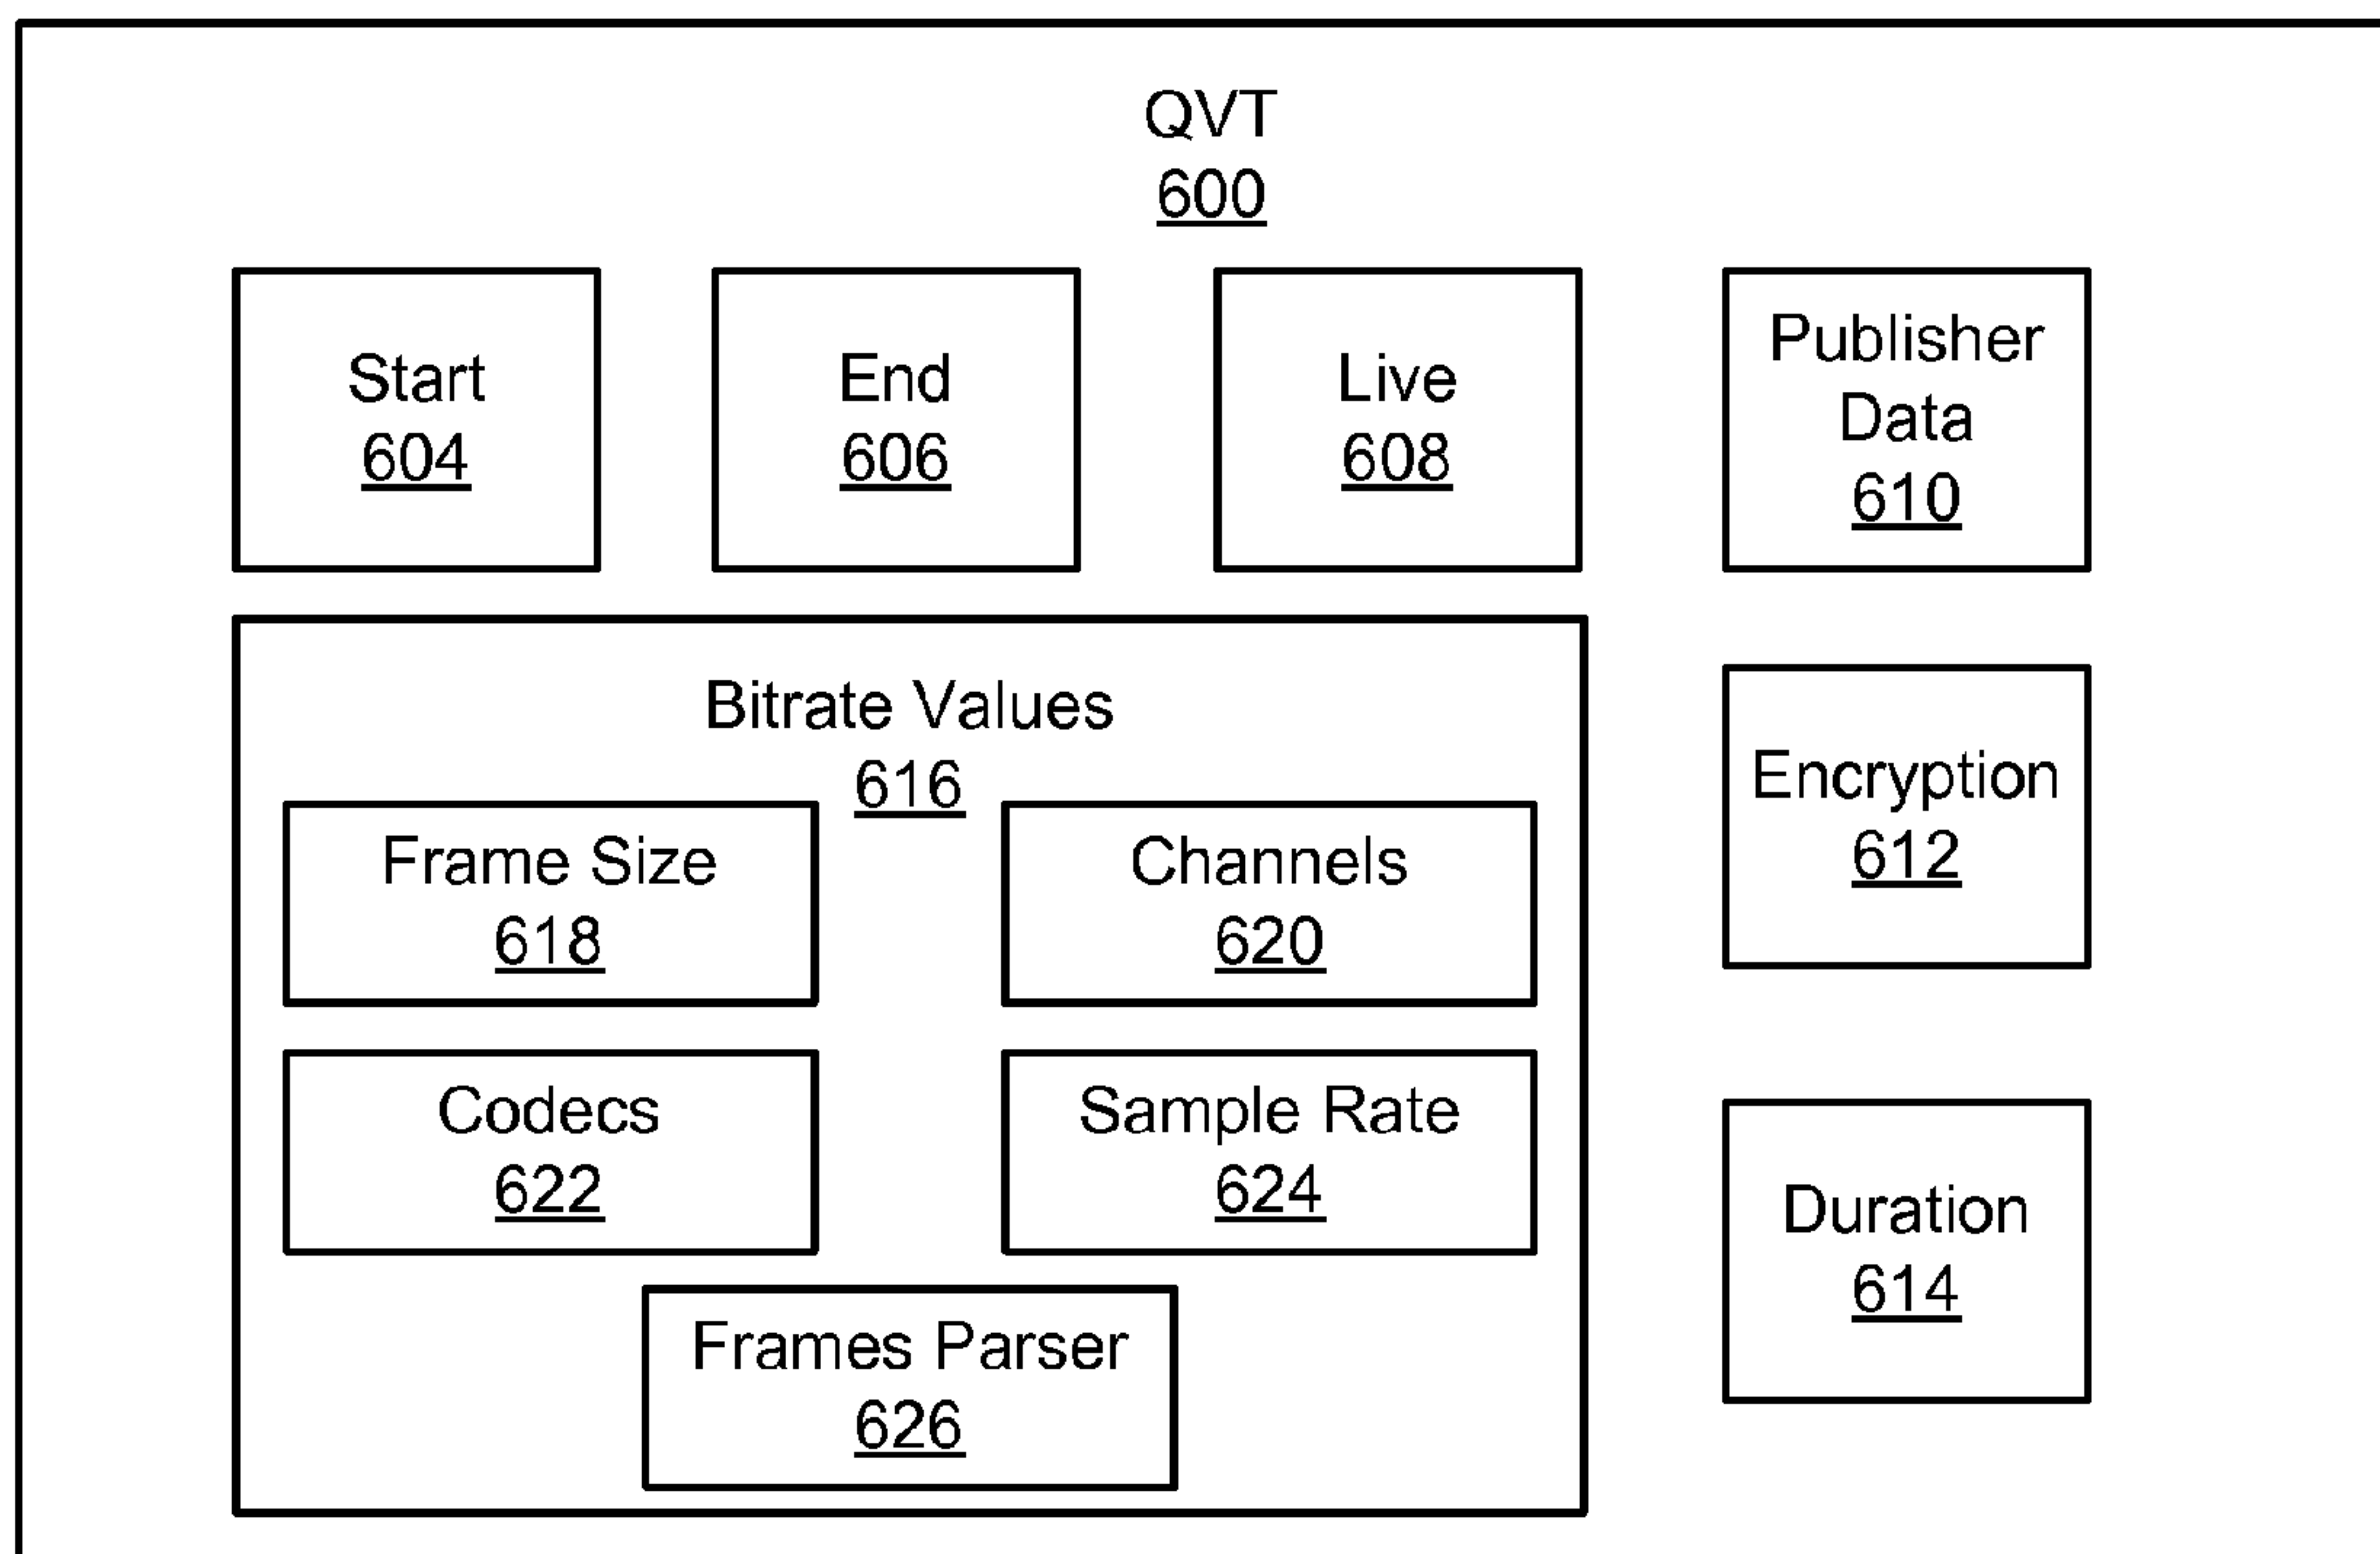 QVT
600
Start
604
End
606
Live
608
Publisher
Data
610
Bitrate Values
616
Frame Size
618
Channels
620
Codecs
622
Sample Rate
624
Frames Parser
626
Encryption
612
Duration
614